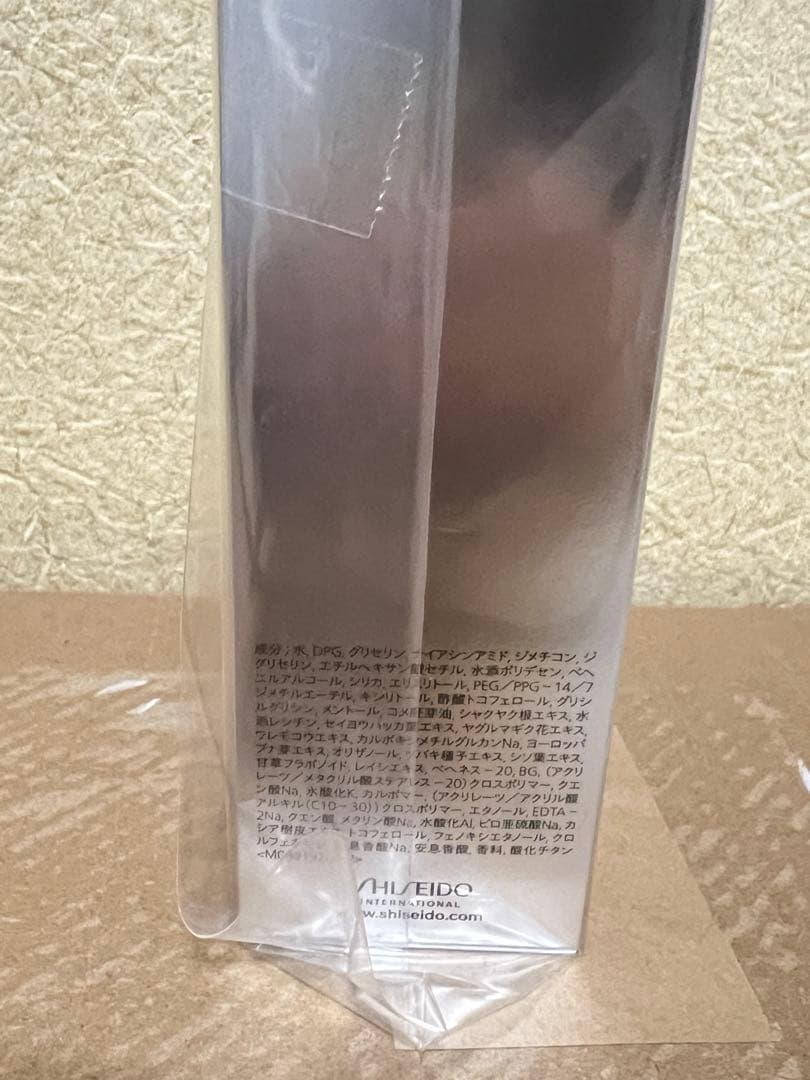 成分;水, DPG, グリセリン, ナイアシンアミド, ジメチコン, ジ
グリセリン, エチルヘキサン酸セチル, 水添ポリデセン, ベヘ
ニルアルコール, シリカ, エリスリトール, PEG/PPG-14/7
ジメチルエーテル, キシリトール, 酢酸トコフェロール, グリシ
ルグリシン, メントール, コメ胚芽油, シャクヤク根エキス, 水
添レシチン, セイヨウハッカ葉エキス, ヤグルマギク花エキス,
ワレモコウエキス, カルボキシメチルグルカンNa, ヨーロッパ
ブナ芽エキス, オリザノール, ツバキ種子エキス, シソ葉エキス,
甘草フラボノイド, レイシエキス, ベヘネス-20, BG, (アクリ
レーツ/メタクリル酸ステアレス-20)クロスポリマー, クエ
ン酸Na, 水酸化K, カルボマー, (アクリレーツ/アクリル酸
アルキル(C10-30))クロスポリマー, エタノール, EDTA-
2Na, クエン酸, メタリン酸Na, 水酸化Al, ピロ亜硫酸Na, カ
シア樹皮エキス, トコフェロール, フェノキシエタノール, クロ
ルフェ 息香酸Na, 安息香酸, 香料, 酸化チタン
SHISEIDO
INTERNATIONAL
w.shiseido.com